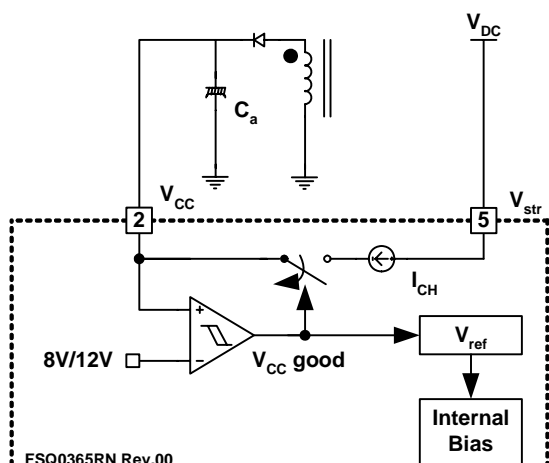 V_DC
C_a
V_CC
V_str
2
5
I_CH
+
−
8V/12V
V_CC good
V_ref
Internal
Bias
FSQ0365RN Rev.00